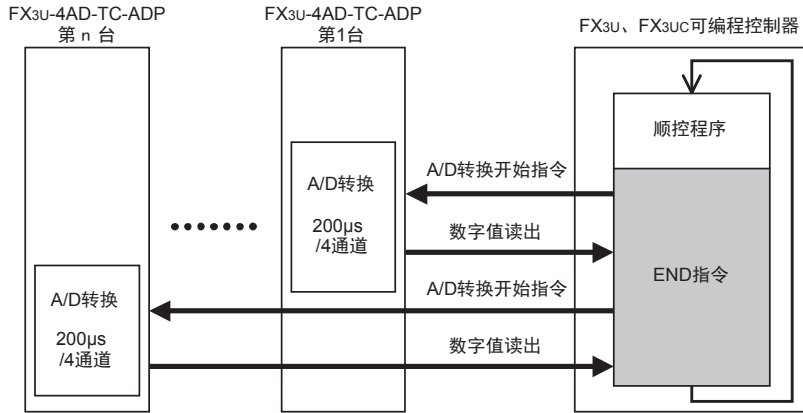 FX3U-4AD-TC-ADP
第 n 台
FX3U-4AD-TC-ADP
第1台
FX3U、FX3UC可编程控制器
顺控程序
A/D转换
200μs
/4通道
A/D转换开始指令
数字值读出
END指令
A/D转换
200μs
/4通道
A/D转换开始指令
数字值读出